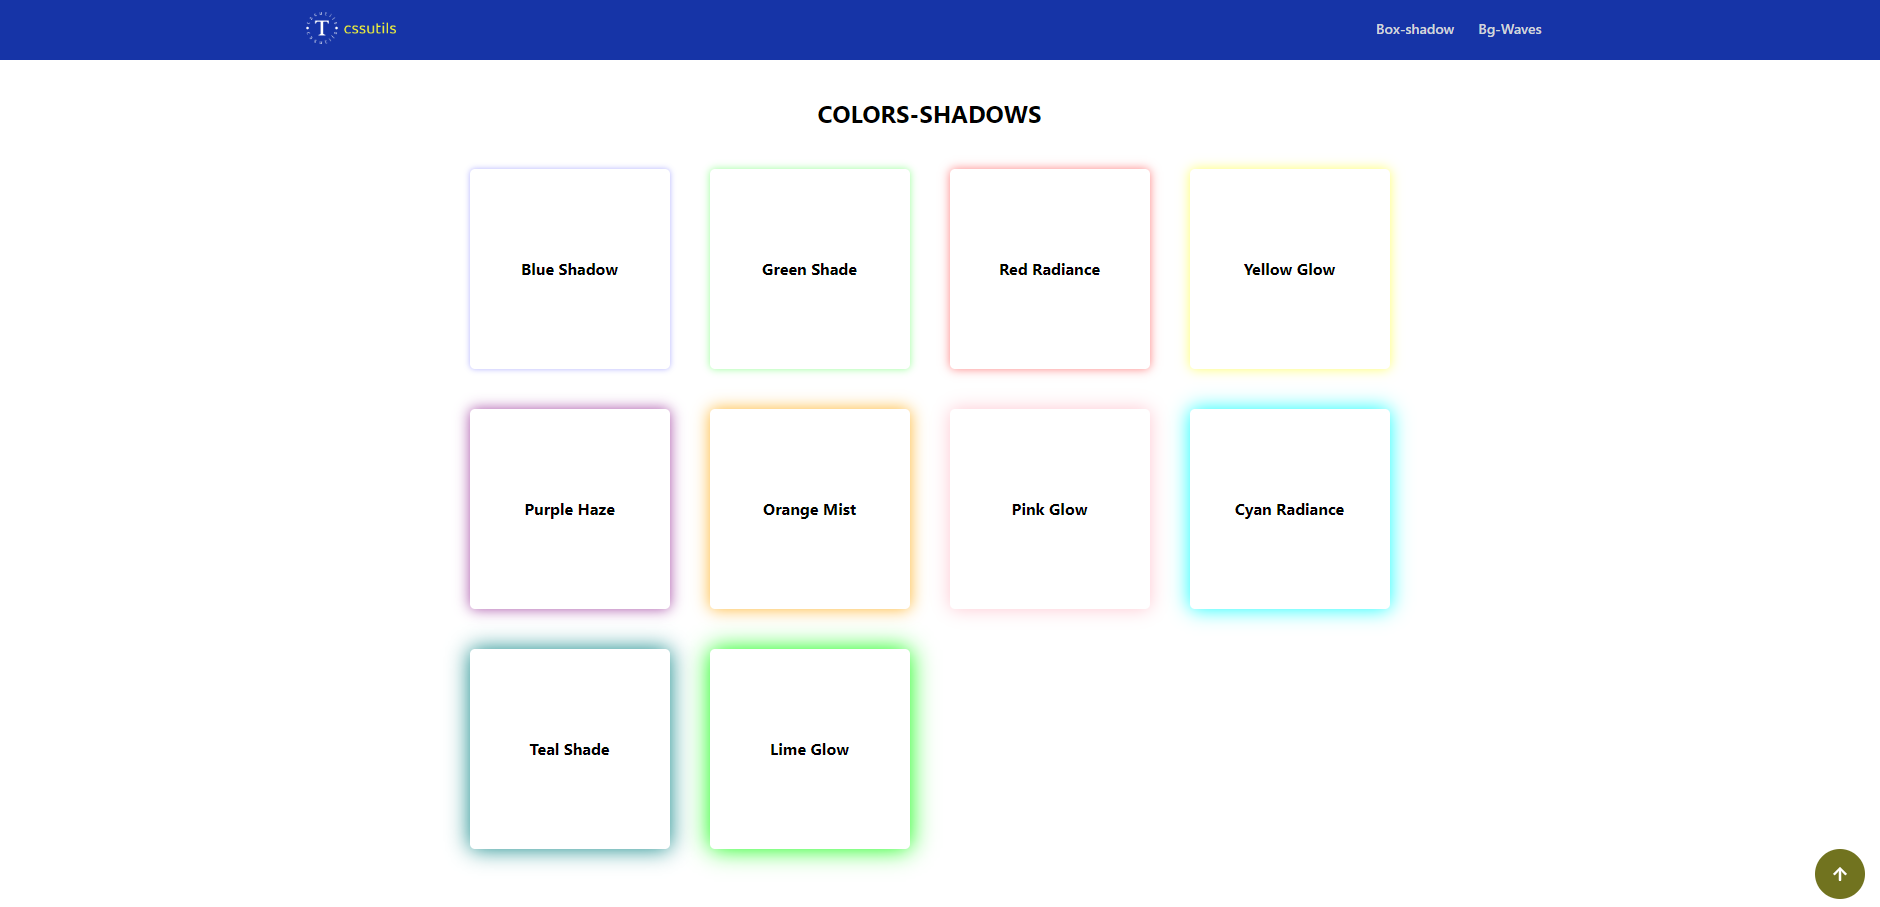 T cssutils
Box-shadow Bg-Waves
COLORS-SHADOWS
Blue Shadow Green Shade Red Radiance Yellow Glow
Purple Haze Orange Mist Pink Glow Cyan Radiance
Teal Shade Lime Glow